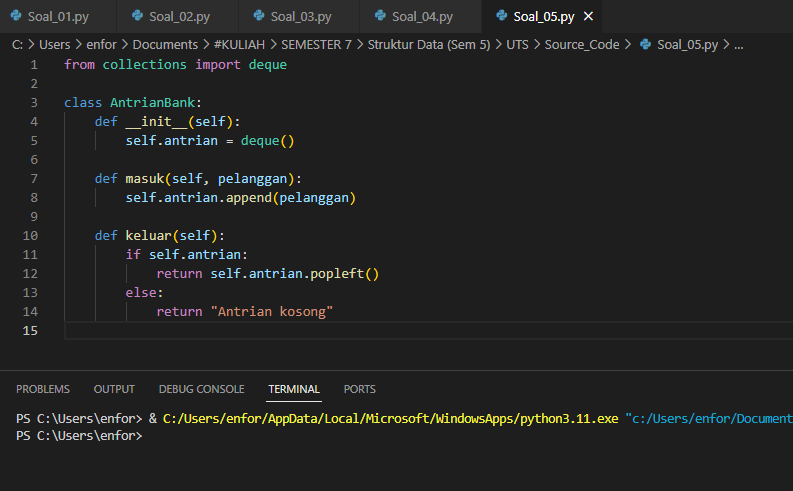 Soal_01.py Soal_02.py Soal_03.py Soal_04.py Soal_05.py
C: > Users > enfor > Documents > #KULIAH > SEMESTER 7 > Struktur Data (Sem 5) > UTS > Source_Code > Soal_05.py > ...
1 from collections import deque
2
3 class AntrianBank:
4     def __init__(self):
5         self.antrian = deque()
6
7     def masuk(self, pelanggan):
8         self.antrian.append(pelanggan)
9
10     def keluar(self):
11         if self.antrian:
12             return self.antrian.popleft()
13         else:
14             return "Antrian kosong"
15
PROBLEMS OUTPUT DEBUG CONSOLE TERMINAL PORTS
PS C:\Users\enfor> & C:/Users/enfor/AppData/Local/Microsoft/WindowsApps/python3.11.exe "c:/Users/enfor/Document
PS C:\Users\enfor>